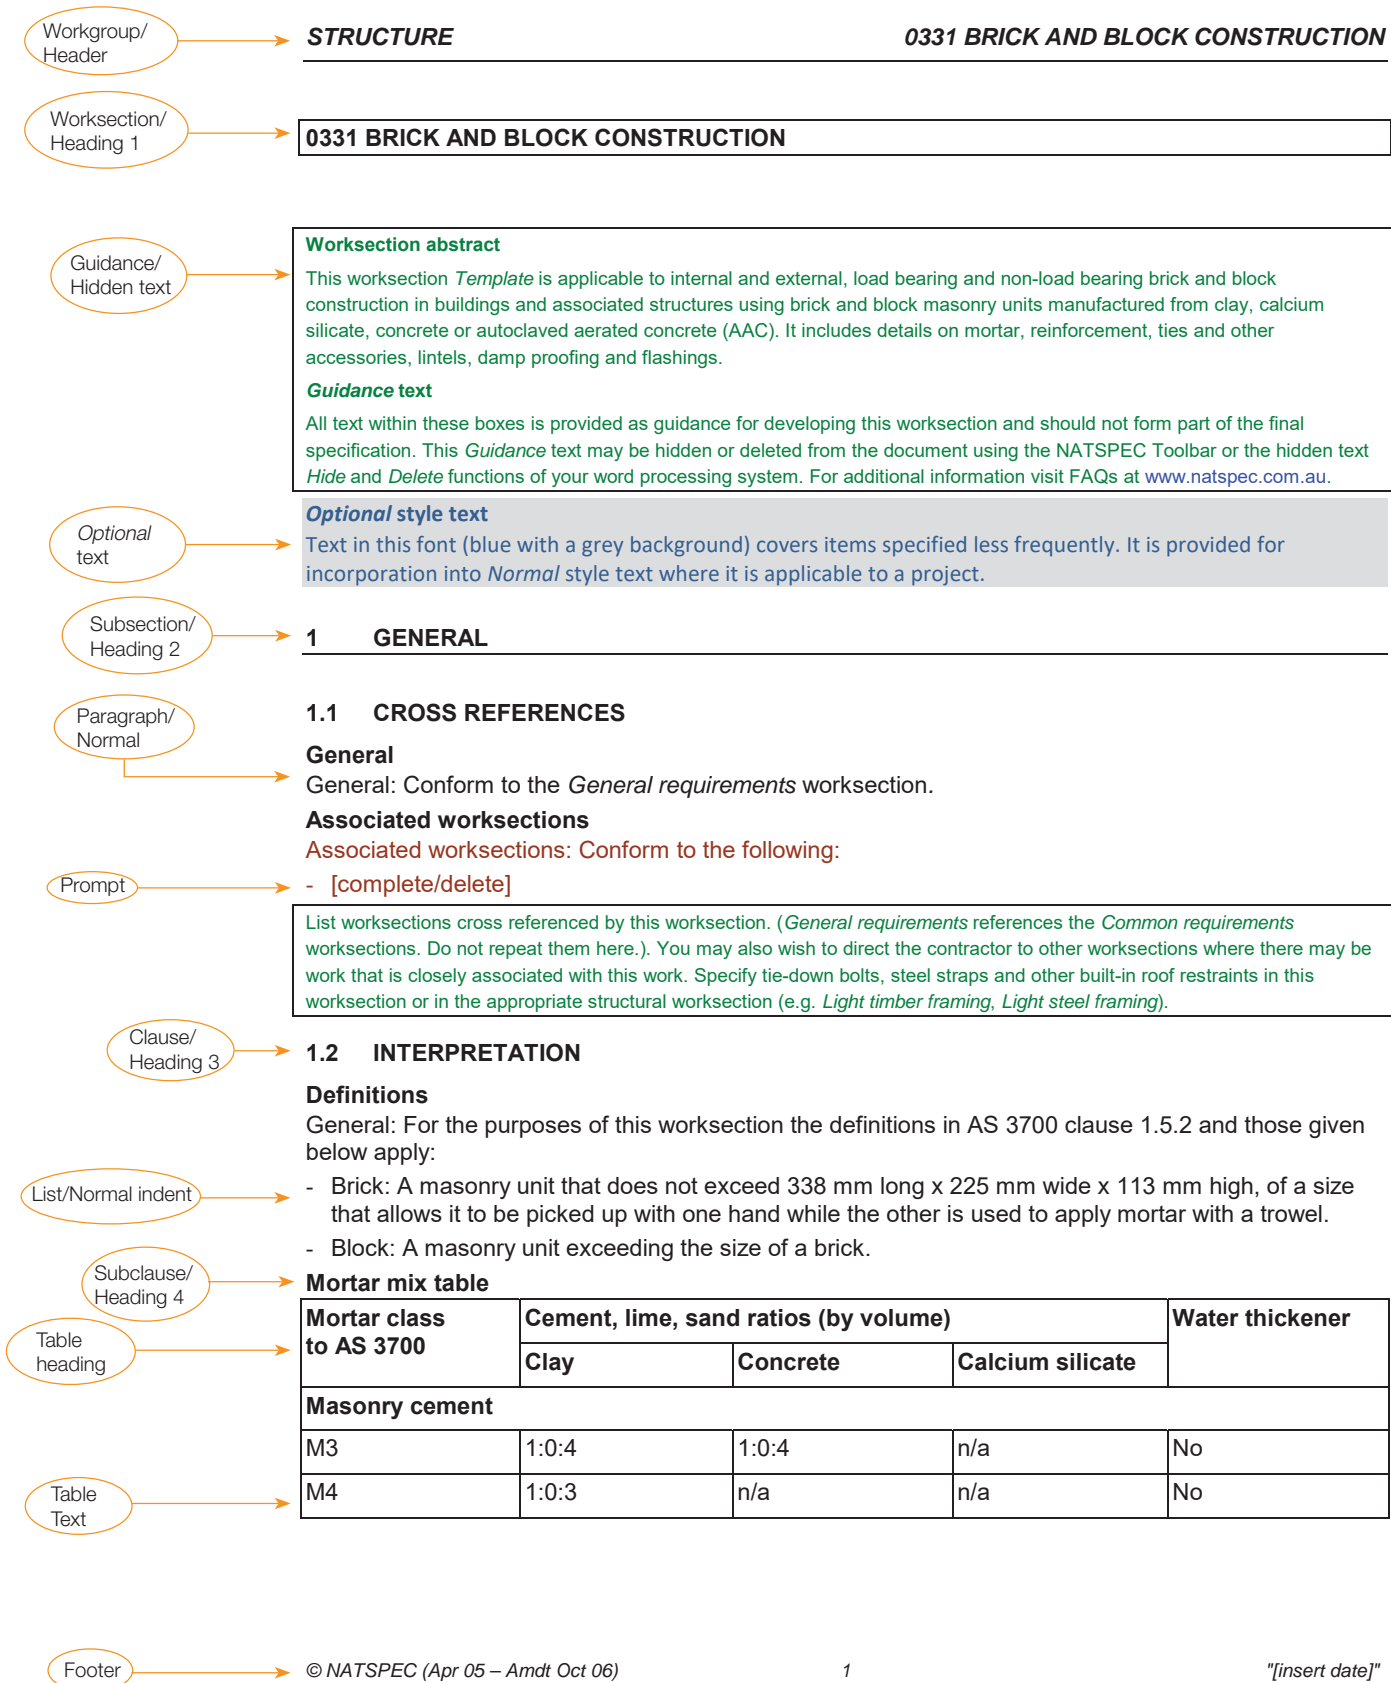 Workgroup/
Header
STRUCTURE 0331 BRICK AND BLOCK CONSTRUCTION
Worksection/
Heading 1
0331 BRICK AND BLOCK CONSTRUCTION
Guidance/
Hidden text
Worksection abstract
This worksection Template is applicable to internal and external, load bearing and non-load bearing brick and block
construction in buildings and associated structures using brick and block masonry units manufactured from clay, calcium
silicate, concrete or autoclaved aerated concrete (AAC). It includes details on mortar, reinforcement, ties and other
accessories, lintels, damp proofing and flashings.
Guidance text
All text within these boxes is provided as guidance for developing this worksection and should not form part of the final
specification. This Guidance text may be hidden or deleted from the document using the NATSPEC Toolbar or the hidden text
Hide and Delete functions of your word processing system. For additional information visit FAQs at www.natspec.com.au.
Optional
text
Optional style text
Text in this font (blue with a grey background) covers items specified less frequently. It is provided for
incorporation into Normal style text where it is applicable to a project.
Subsection/
Heading 2
1 GENERAL
Paragraph/
Normal
1.1 CROSS REFERENCES
General
General: Conform to the General requirements worksection.
Associated worksections
Associated worksections: Conform to the following:
Prompt
- [complete/delete]
List worksections cross referenced by this worksection. (General requirements references the Common requirements
worksections. Do not repeat them here.). You may also wish to direct the contractor to other worksections where there may be
work that is closely associated with this work. Specify tie-down bolts, steel straps and other built-in roof restraints in this
worksection or in the appropriate structural worksection (e.g. Light timber framing, Light steel framing).
Clause/
Heading 3
1.2 INTERPRETATION
Definitions
General: For the purposes of this worksection the definitions in AS 3700 clause 1.5.2 and those given
below apply:
List/Normal indent
- Brick: A masonry unit that does not exceed 338 mm long x 225 mm wide x 113 mm high, of a size
that allows it to be picked up with one hand while the other is used to apply mortar with a trowel.
- Block: A masonry unit exceeding the size of a brick.
Subclause/
Heading 4
Mortar mix table
Table
heading
Mortar class
to AS 3700
Cement, lime, sand ratios (by volume)
Water thickener
Clay Concrete Calcium silicate
Masonry cement
M3 1:0:4 1:0:4 n/a No
Table
Text
M4 1:0:3 n/a n/a No
Footer
© NATSPEC (Apr 05 – Amdt Oct 06) 1 "[insert date]"